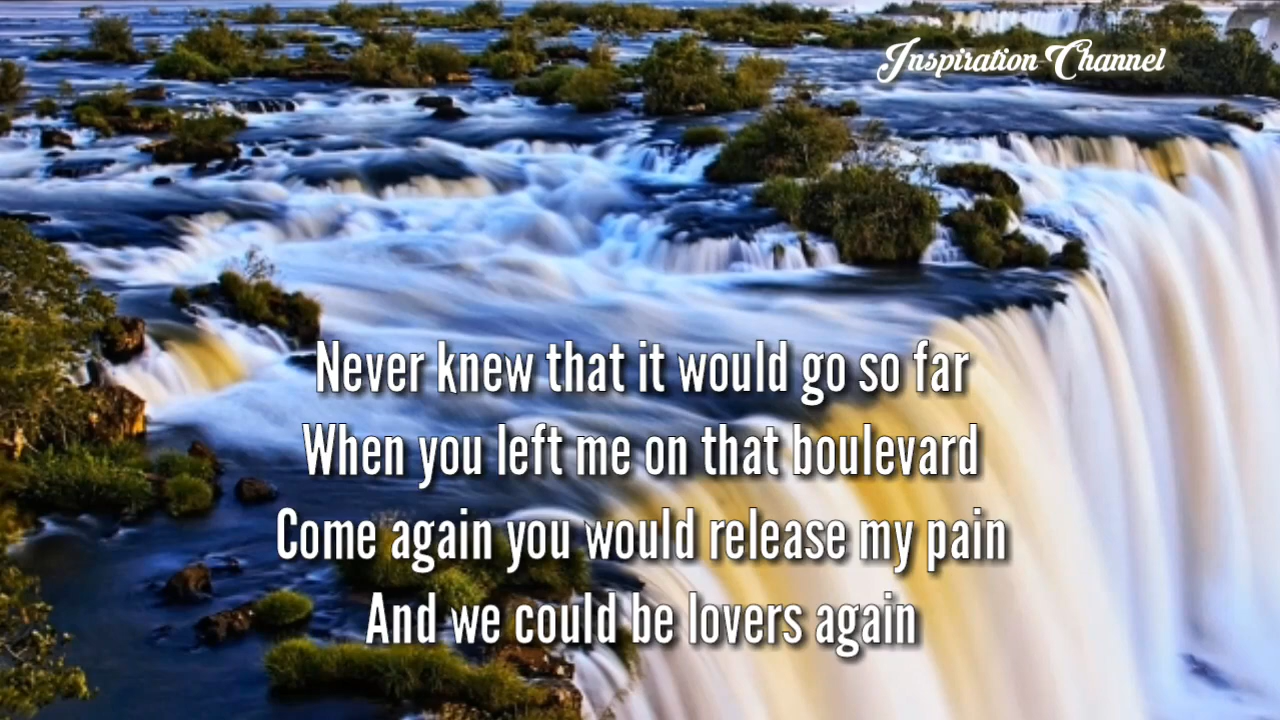 Inspiration Channel
Never knew that it would go so far
When you left me on that boulevard
Come again you would release my pain
And we could be lovers again